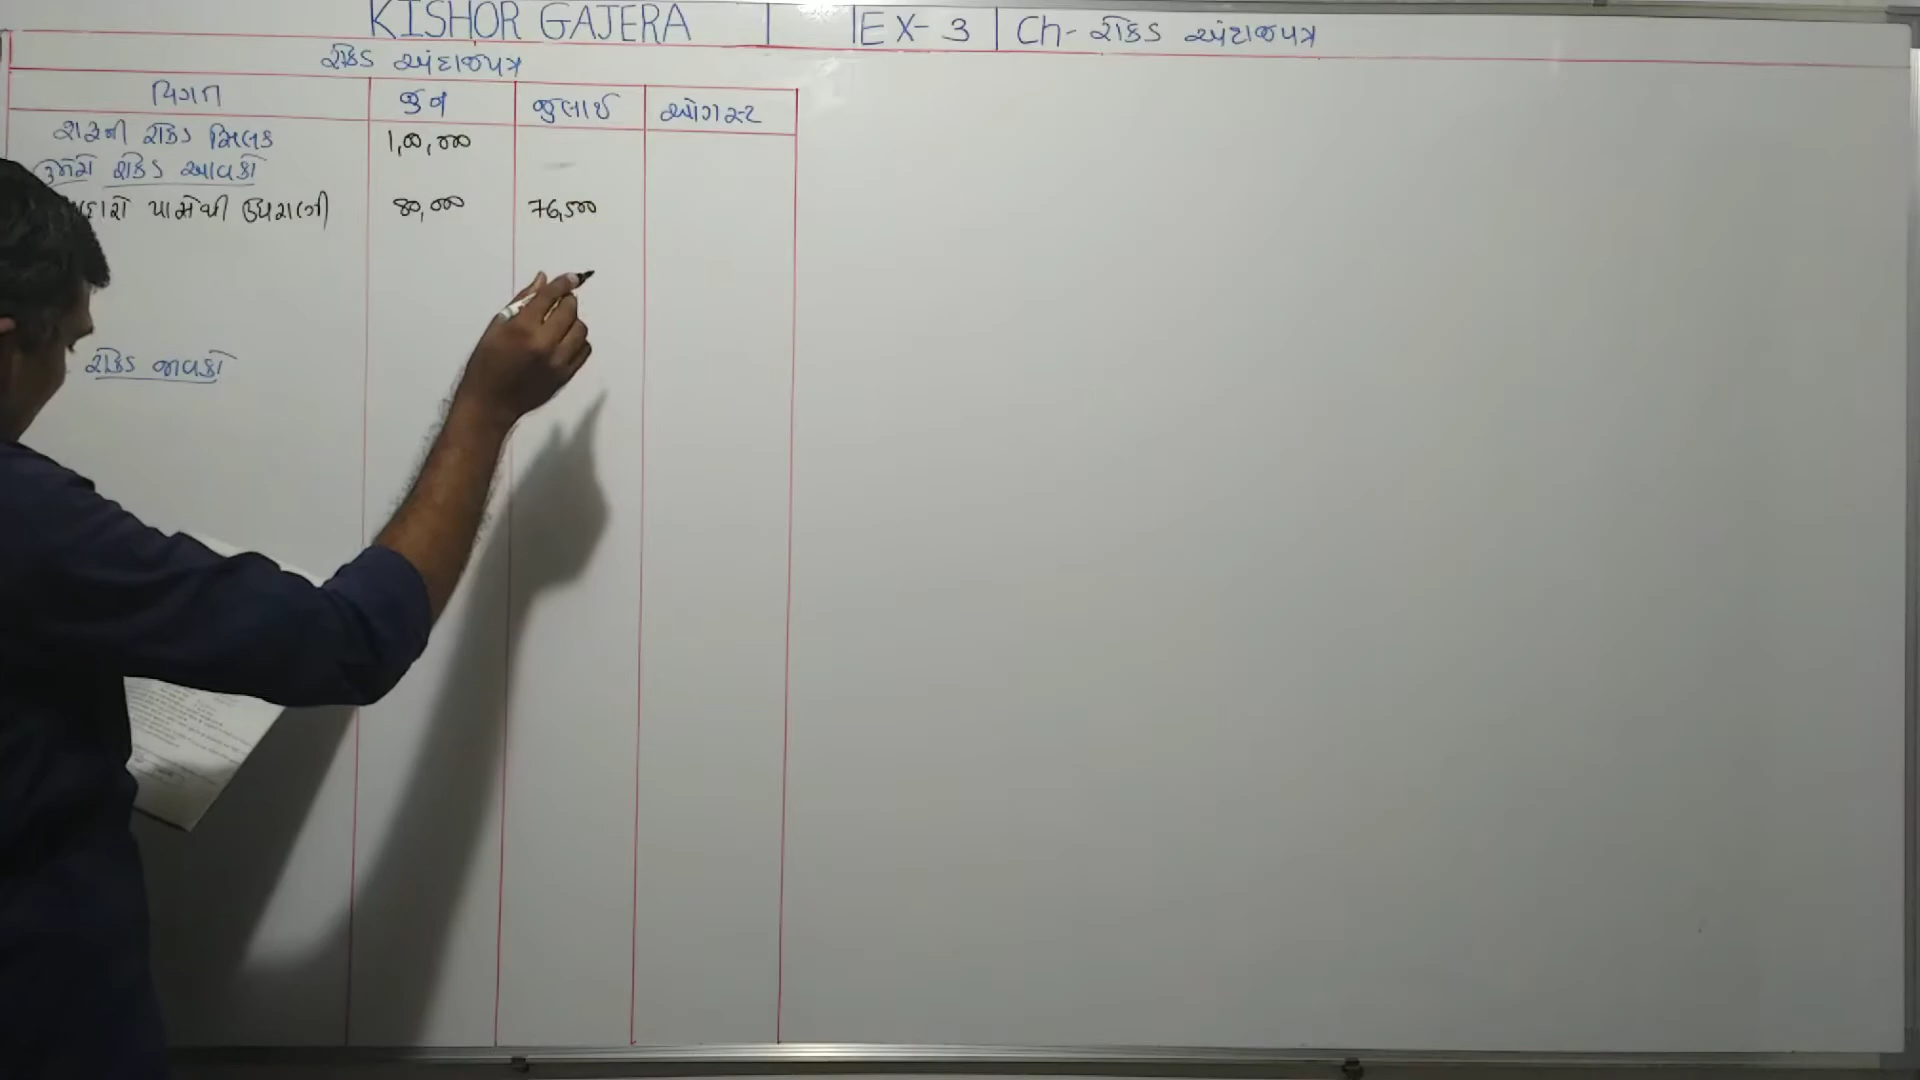 KISHOR GAJERA | EX-3 | Ch- રોકડ અંદાજપત્ર
રોકડ અંદાજપત્ર
વિગત જુન જુલાઈ ઓગસ્ટ
શરૂની રોકડ સિલક 1,00,000
ઉમેરો રોકડ આવકો
પાસેથી ઉઘરાણી 80,000 76,500
રોકડ જાવકો